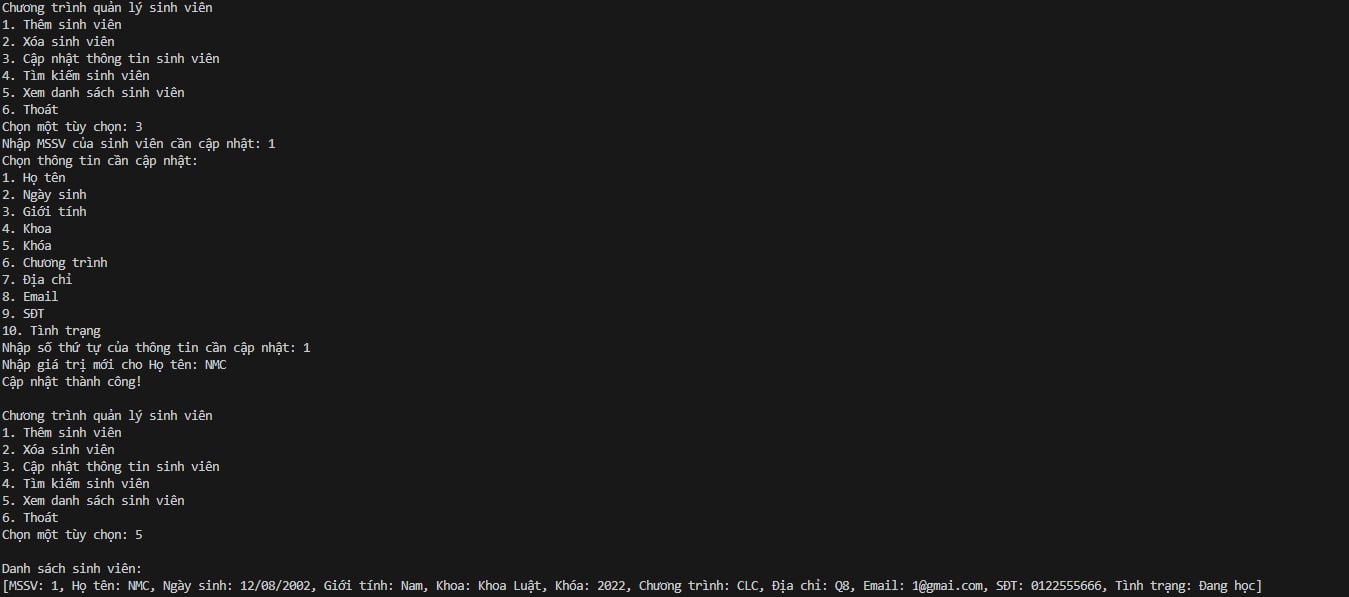 Chương trình quản lý sinh viên
1. Thêm sinh viên
2. Xóa sinh viên
3. Cập nhật thông tin sinh viên
4. Tìm kiếm sinh viên
5. Xem danh sách sinh viên
6. Thoát
Chọn một tùy chọn: 3
Nhập MSSV của sinh viên cần cập nhật: 1
Chọn thông tin cần cập nhật:
1. Họ tên
2. Ngày sinh
3. Giới tính
4. Khoa
5. Khóa
6. Chương trình
7. Địa chỉ
8. Email
9. SĐT
10. Tình trạng
Nhập số thứ tự của thông tin cần cập nhật: 1
Nhập giá trị mới cho Họ tên: NMC
Cập nhật thành công!
Chương trình quản lý sinh viên
1. Thêm sinh viên
2. Xóa sinh viên
3. Cập nhật thông tin sinh viên
4. Tìm kiếm sinh viên
5. Xem danh sách sinh viên
6. Thoát
Chọn một tùy chọn: 5
Danh sách sinh viên:
[MSSV: 1, Họ tên: NMC, Ngày sinh: 12/08/2002, Giới tính: Nam, Khoa: Khoa Luật, Khóa: 2022, Chương trình: CLC, Địa chỉ: Q8, Email: 1@gmai.com, SĐT: 0122555666, Tình trạng: Đang học]